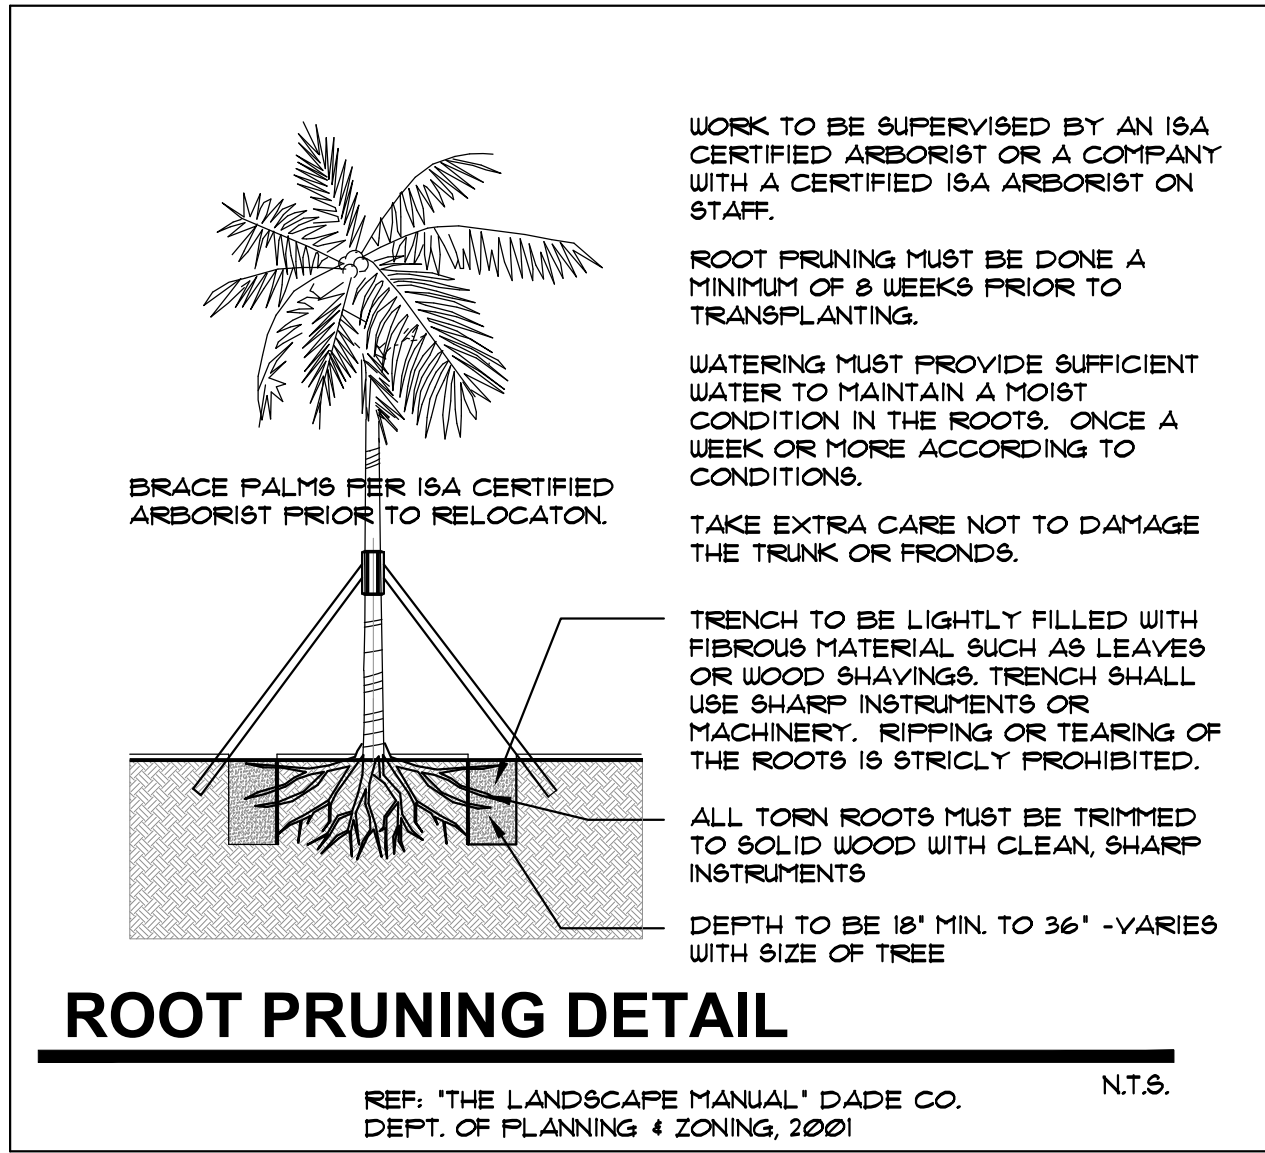 WORK TO BE SUPERVISED BY AN ISA
CERTIFIED ARBORIST OR A COMPANY
WITH A CERTIFIED ISA ARBORIST ON
STAFF.
ROOT PRUNING MUST BE DONE A
MINIMUM OF 8 WEEKS PRIOR TO
TRANSPLANTING.
WATERING MUST PROVIDE SUFFICIENT
WATER TO MAINTAIN A MOIST
CONDITION IN THE ROOTS. ONCE A
WEEK OR MORE ACCORDING TO
CONDITIONS.
BRACE PALMS PER ISA CERTIFIED
ARBORIST PRIOR TO RELOCATON.
TAKE EXTRA CARE NOT TO DAMAGE
THE TRUNK OR FRONDS.
TRENCH TO BE LIGHTLY FILLED WITH
FIBROUS MATERIAL SUCH AS LEAVES
OR WOOD SHAVINGS. TRENCH SHALL
USE SHARP INSTRUMENTS OR
MACHINERY. RIPPING OR TEARING OF
THE ROOTS IS STRICLY PROHIBITED.
ALL TORN ROOTS MUST BE TRIMMED
TO SOLID WOOD WITH CLEAN, SHARP
INSTRUMENTS
DEPTH TO BE 18" MIN. TO 36" -VARIES
WITH SIZE OF TREE
ROOT PRUNING DETAIL
N.T.S.
REF: "THE LANDSCAPE MANUAL" DADE CO.
DEPT. OF PLANNING & ZONING, 2001